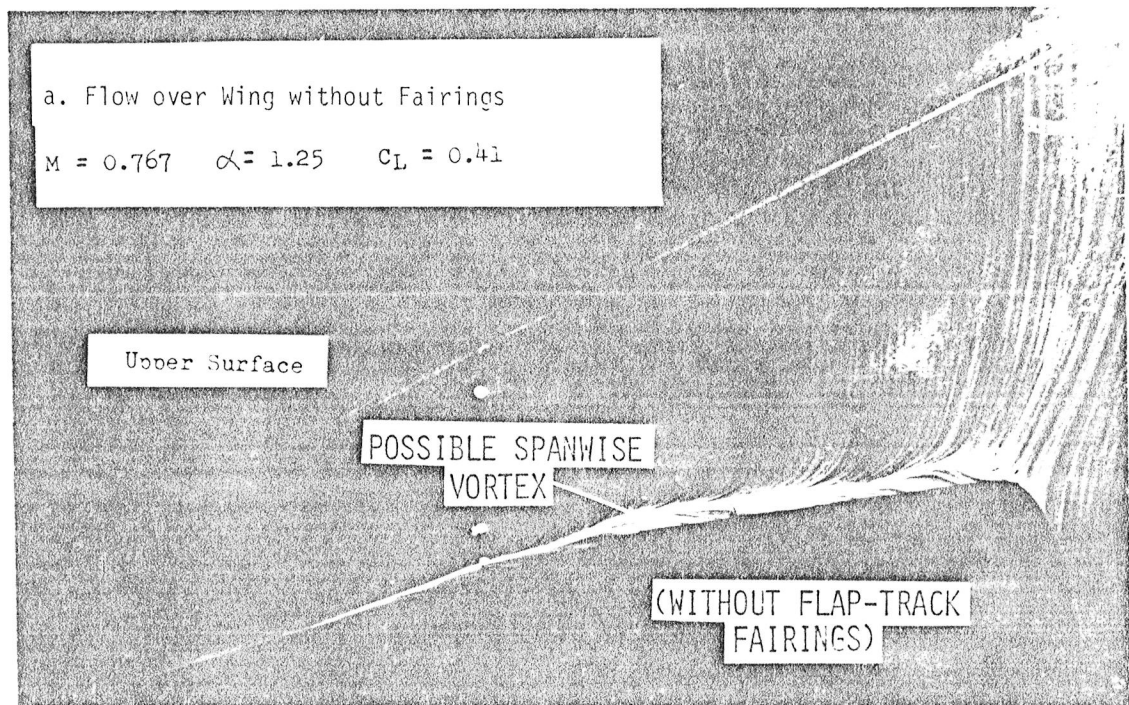 a. Flow over Wing without Fairings
M = 0.767 α = 1.25 CL = 0.41
Upper Surface
POSSIBLE SPANWISE
VORTEX
(WITHOUT FLAP-TRACK
FAIRINGS)